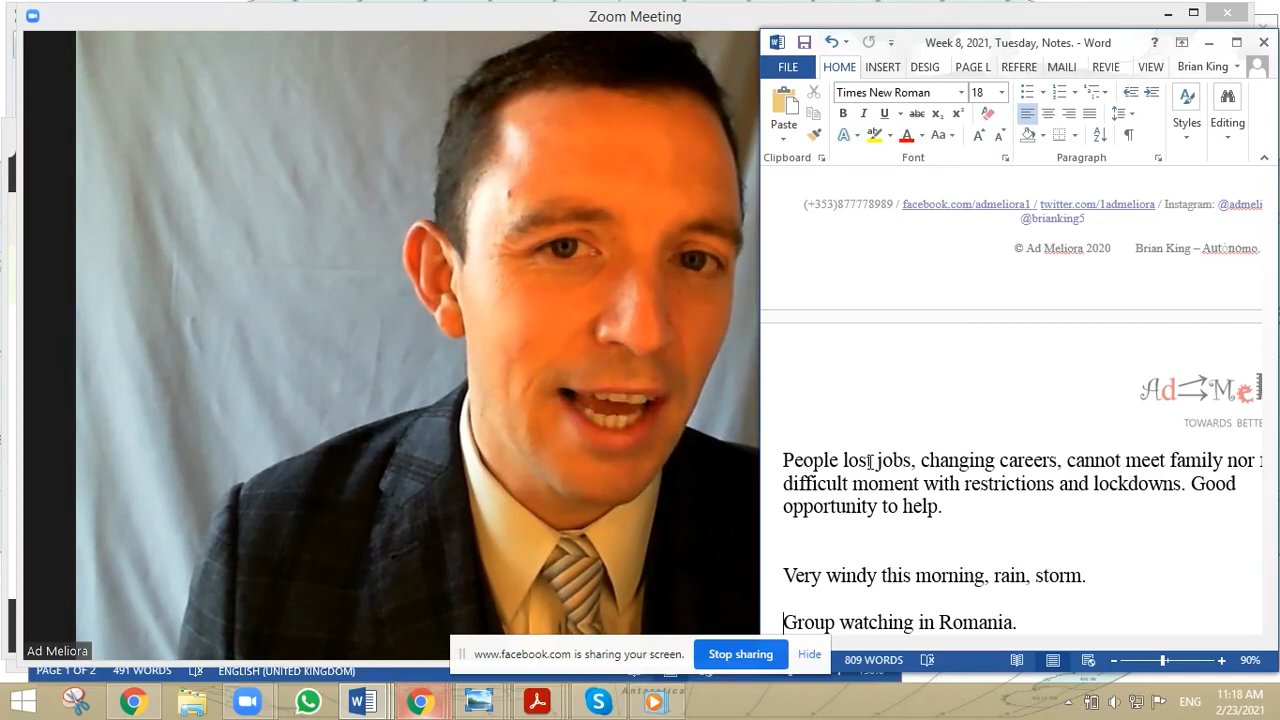 Zoom Meeting
Week 8, 2021, Tuesday, Notes. - Word
FILE HOME INSERT DESIG PAGE L REFERE MAILI REVIE VIEW Brian King
Times New Roman 18
Paste
Styles
Editing
Clipboard Font Paragraph
(+353)877778989 / facebook.com/admeliora1 / twitter.com/1admeliora / Instagram: @admeli
@brianking5
© Ad Meliora 2020 Brian King – Autónomo.
Ad Mel
TOWARDS BETTE
People lost jobs, changing careers, cannot meet family nor
difficult moment with restrictions and lockdowns. Good
opportunity to help.
Very windy this morning, rain, storm.
Group watching in Romania.
Ad Meliora
www.facebook.com is sharing your screen. Stop sharing Hide
PAGE 1 OF 2 491 WORDS ENGLISH (UNITED KINGDOM) 809 WORDS 90%
Antarctica
ENG
11:18 AM
2/23/2021